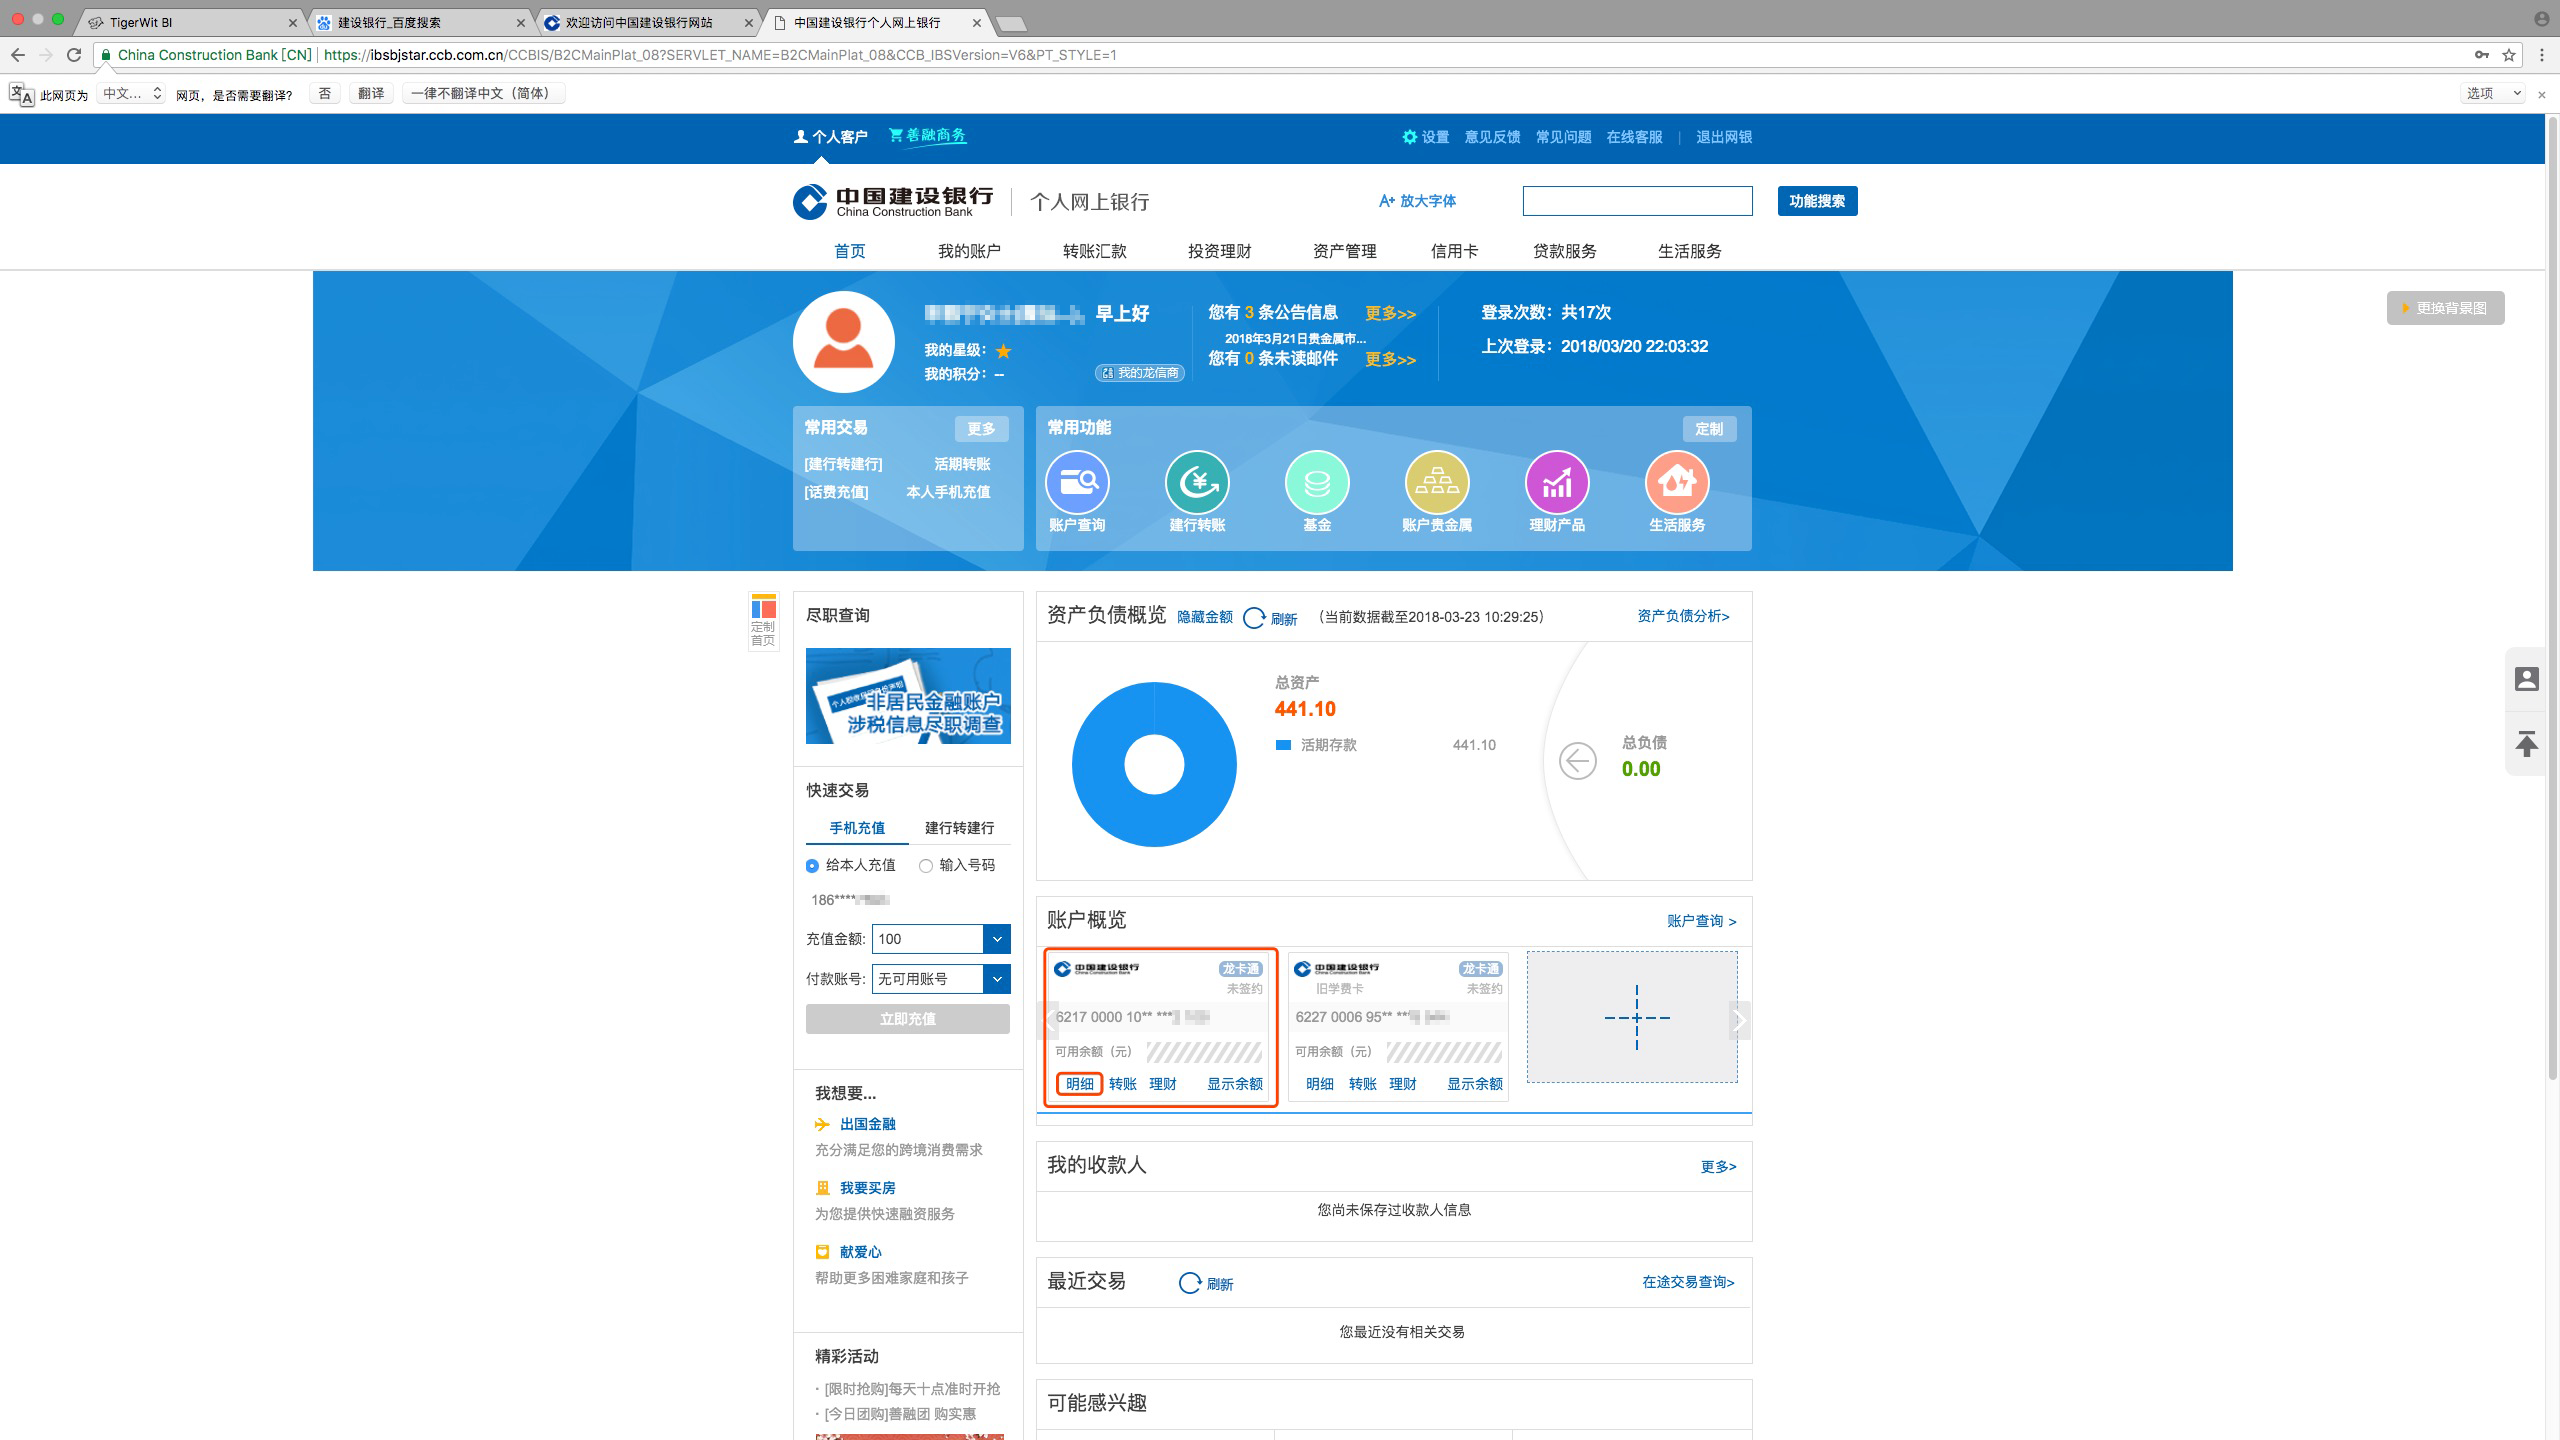 TigerWit BI
建设银行_百度搜索
欢迎访问中国建设银行网站
中国建设银行个人网上银行
China Construction Bank [CN] | https://ibsbjstar.ccb.com.cn/CCBIS/B2CMainPlat_08?SERVLET_NAME=B2CMainPlat_08&CCB_IBSVersion=V6&PT_STYLE=1
此网页为 中文... 网页，是否需要翻译？ 否 翻译 一律不翻译中文（简体） 选项
个人客户 善融商务 设置 意见反馈 常见问题 在线客服 | 退出网银
中国建设银行 个人网上银行 A+ 放大字体 功能搜索
China Construction Bank
首页 我的账户 转账汇款 投资理财 资产管理 信用卡 贷款服务 生活服务
早上好
我的星级：
我的积分：--
我的龙信商
您有 3 条公告信息 更多>>
2018年3月21日贵金属市...
您有 0 条未读邮件 更多>>
登录次数：共17次
上次登录：2018/03/20 22:03:32
更换背景图
常用交易 更多
[建行转建行] 活期转账
[话费充值] 本人手机充值
常用功能 定制
账户查询 建行转账 基金 账户贵金属 理财产品 生活服务
定制
首页
尽职查询
个人税收居民身份声明
非居民金融账户
涉税信息尽职调查
快速交易
手机充值 建行转建行
给本人充值 输入号码
186****
充值金额: 100
付款账号: 无可用账号
立即充值
我想要...
出国金融
充分满足您的跨境消费需求
我要买房
为您提供快速融资服务
献爱心
帮助更多困难家庭和孩子
精彩活动
· [限时抢购]每天十点准时开抢
· [今日团购]善融团 购实惠
资产负债概览 隐藏金额 刷新 （当前数据截至2018-03-23 10:29:25） 资产负债分析>
总资产
441.10
活期存款 441.10
总负债
0.00
账户概览 账户查询 >
中国建设银行 龙卡通
China Construction Bank
未签约
6217 0000 10** ***
可用余额（元）
明细 转账 理财 显示余额
中国建设银行 龙卡通
China Construction Bank
旧学费卡 未签约
6227 0006 95** **
可用余额（元）
明细 转账 理财 显示余额
我的收款人 更多>
您尚未保存过收款人信息
最近交易 刷新 在途交易查询>
您最近没有相关交易
可能感兴趣